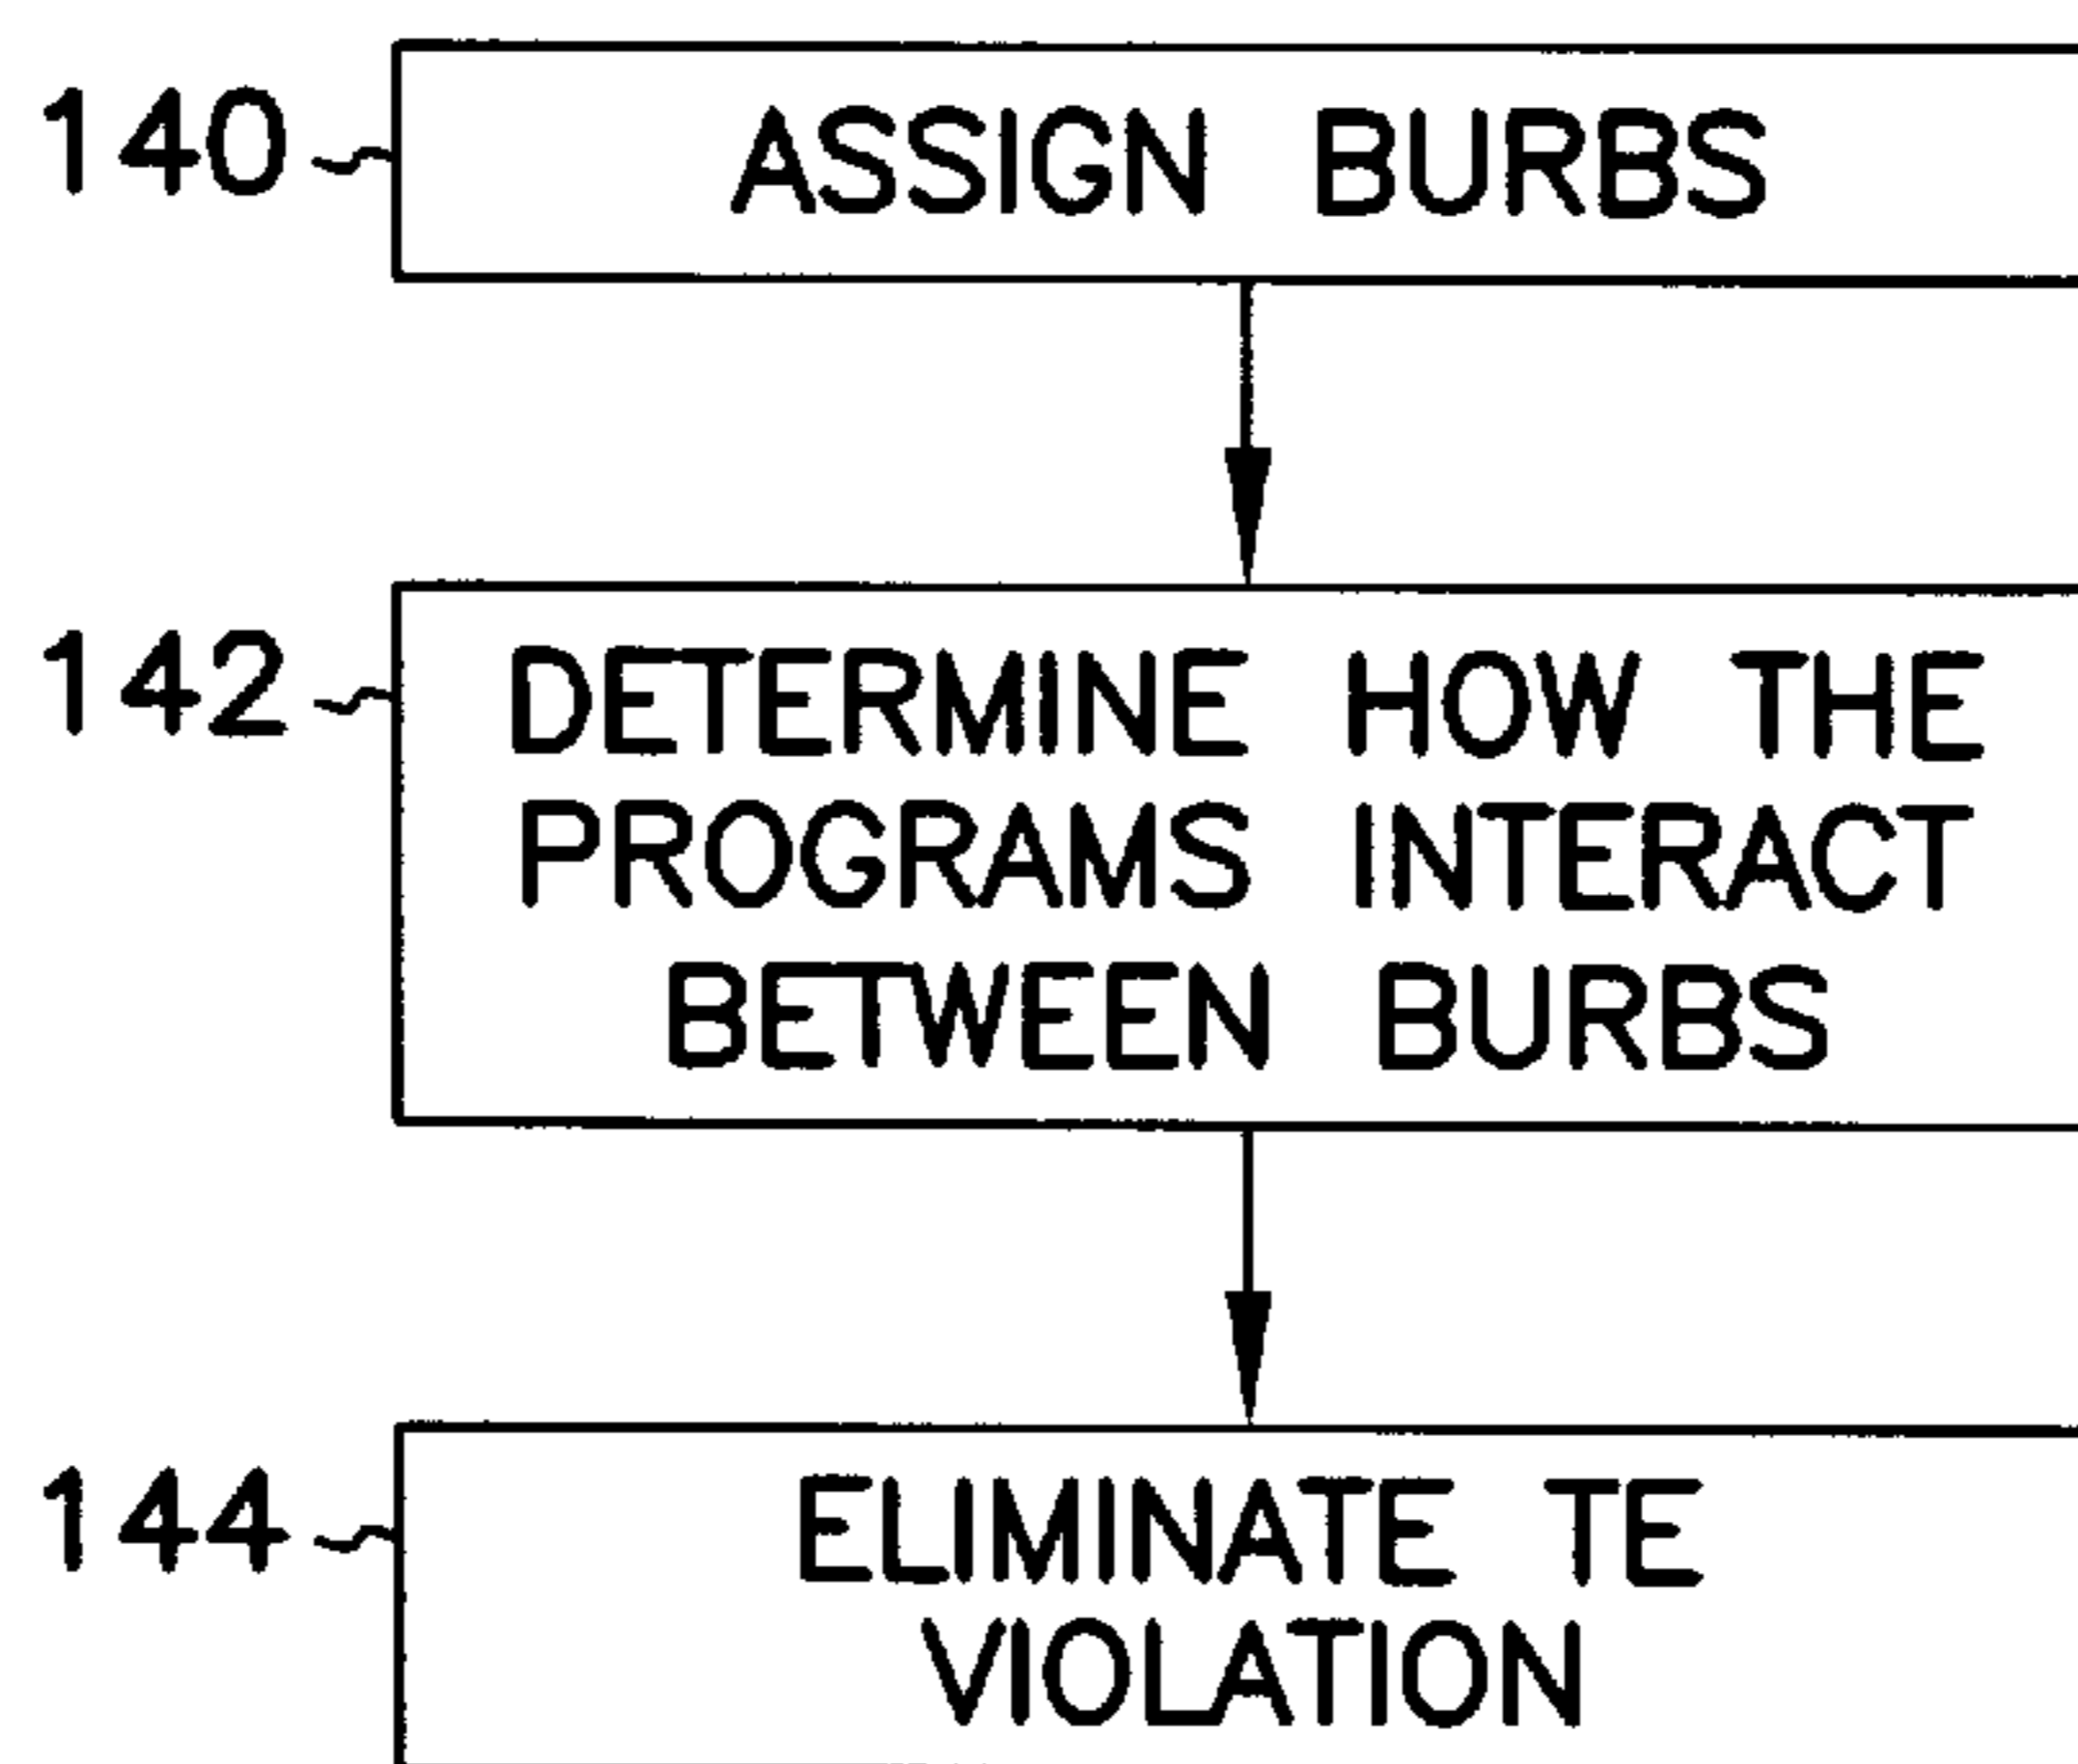 140 ASSIGN BURBS
142 DETERMINE HOW THE
PROGRAMS INTERACT
BETWEEN BURBS
144 ELIMINATE TE
VIOLATION